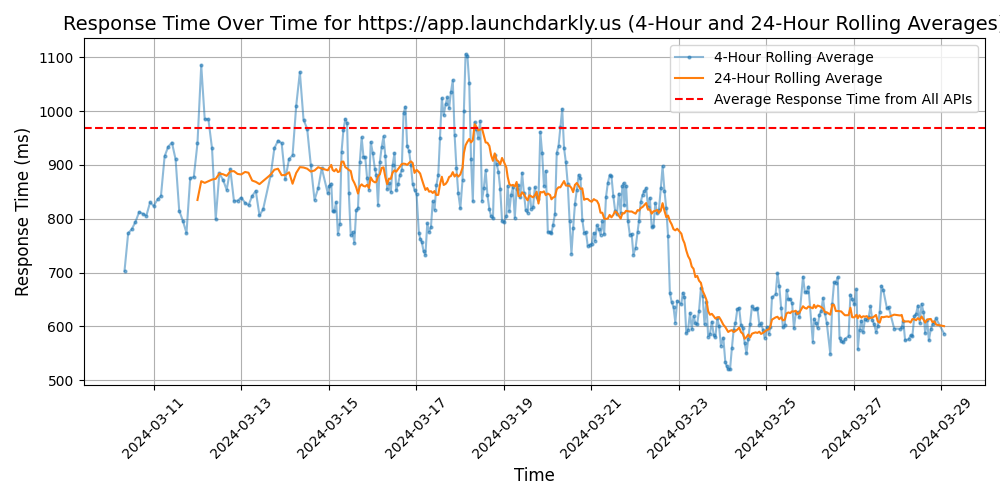 Response Time Over Time for https://app.launchdarkly.us (4-Hour and 24-Hour Rolling Averages)
4-Hour Rolling Average
24-Hour Rolling Average
Average Response Time from All APIs
Response Time (ms)
1100
1000
900
800
700
600
500
2024-03-11
2024-03-13
2024-03-15
2024-03-17
2024-03-19
2024-03-21
2024-03-23
2024-03-25
2024-03-27
2024-03-29
Time